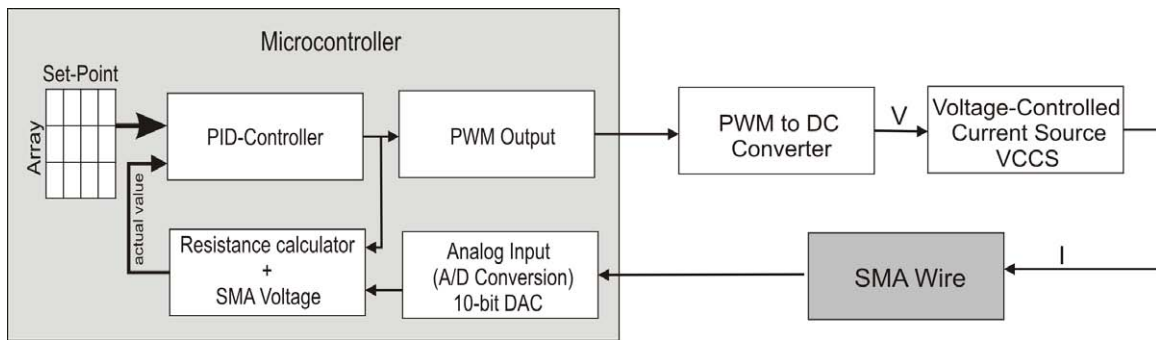 Microcontroller
Set-Point
Array
PID-Controller
PWM Output
PWM to DC
Converter
V
Voltage-Controlled
Current Source
VCCS
actual value
Resistance calculator
+
SMA Voltage
Analog Input
(A/D Conversion)
10-bit DAC
SMA Wire
I